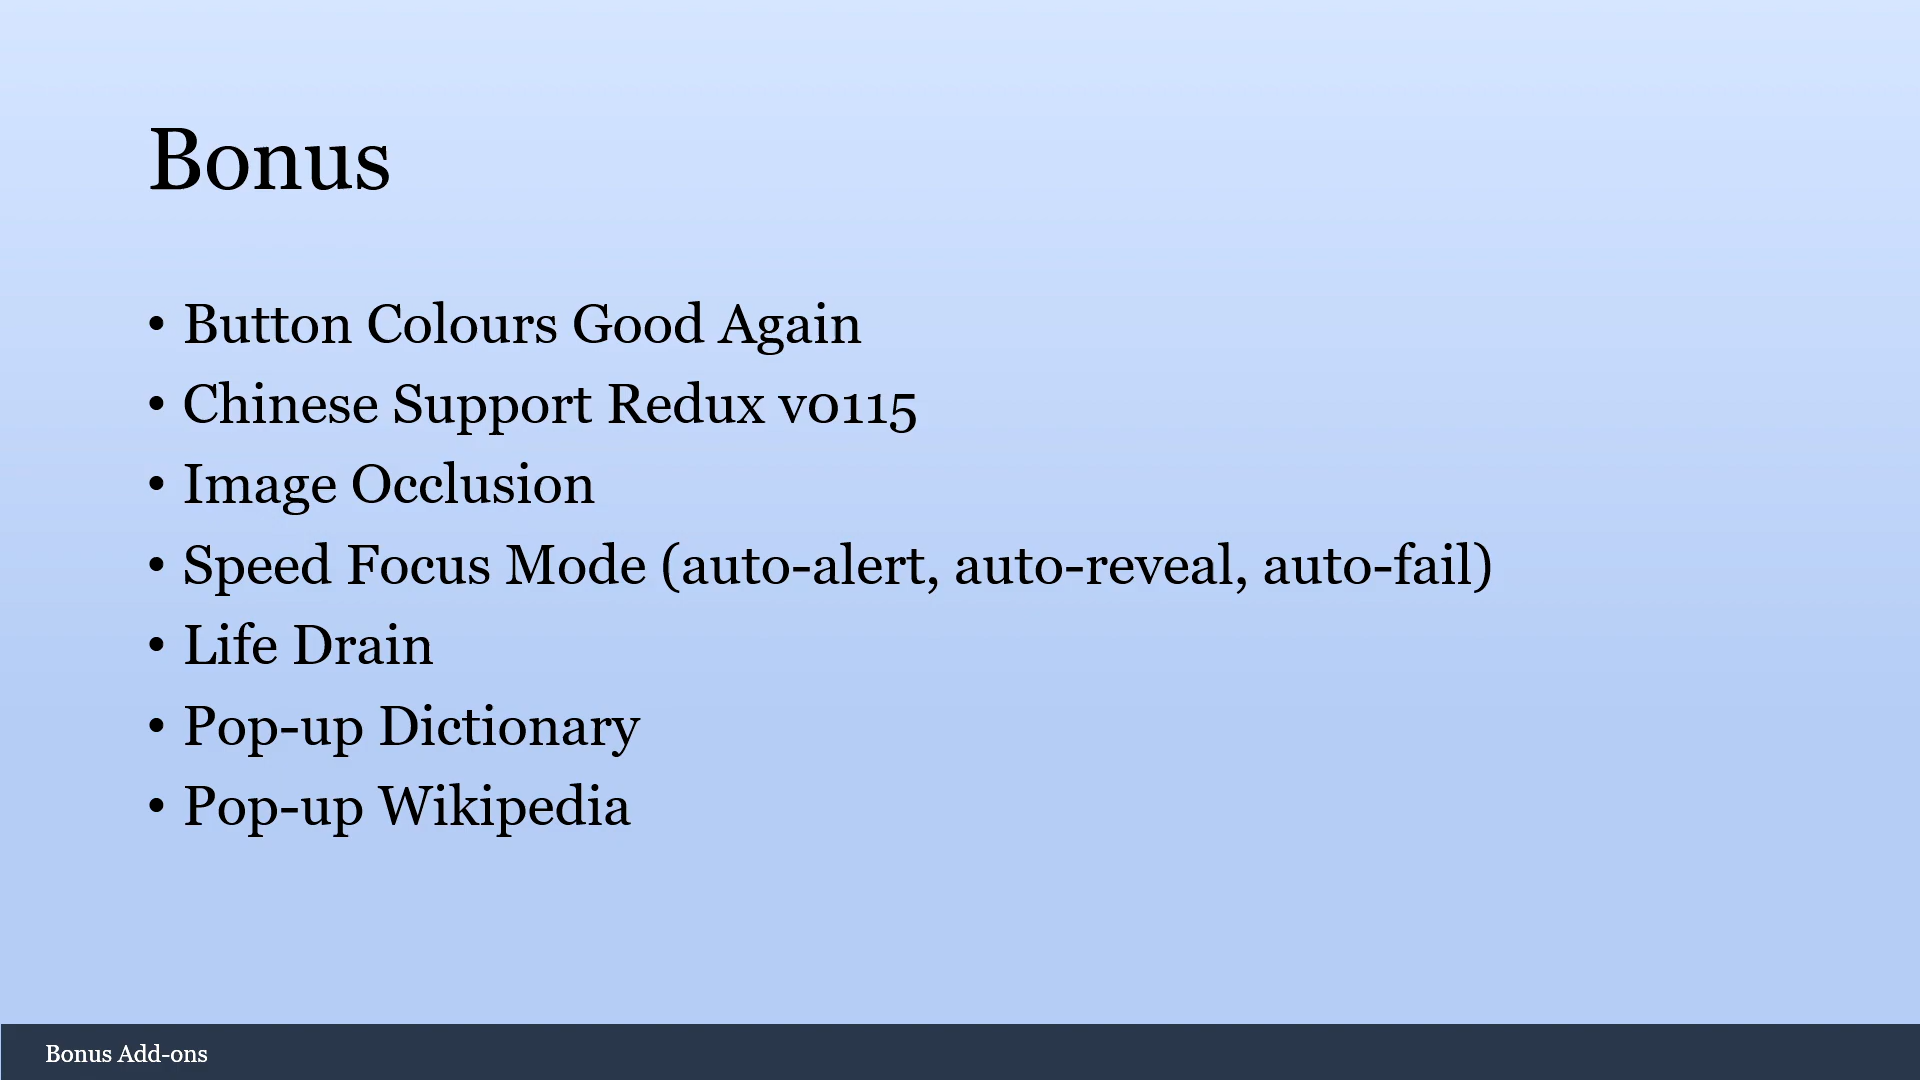 Bonus
• Button Colours Good Again
• Chinese Support Redux v0115
• Image Occlusion
• Speed Focus Mode (auto-alert, auto-reveal, auto-fail)
• Life Drain
• Pop-up Dictionary
• Pop-up Wikipedia
Bonus Add-ons